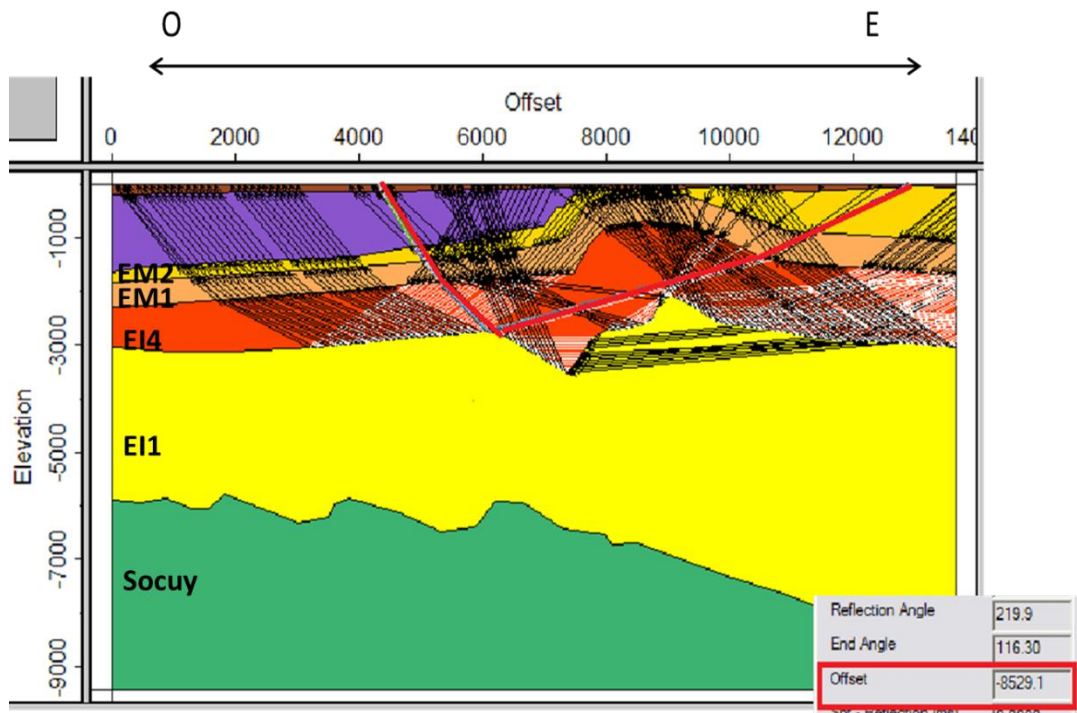 O E
Offset
0 2000 4000 6000 8000 10000 12000 140
-1000
EM2
EM1
-3000
EI4
Elevation
-5000
EI1
-7000
Socuy
-9000
Reflection Angle 219.9
End Angle 116.30
Offset -8529.1